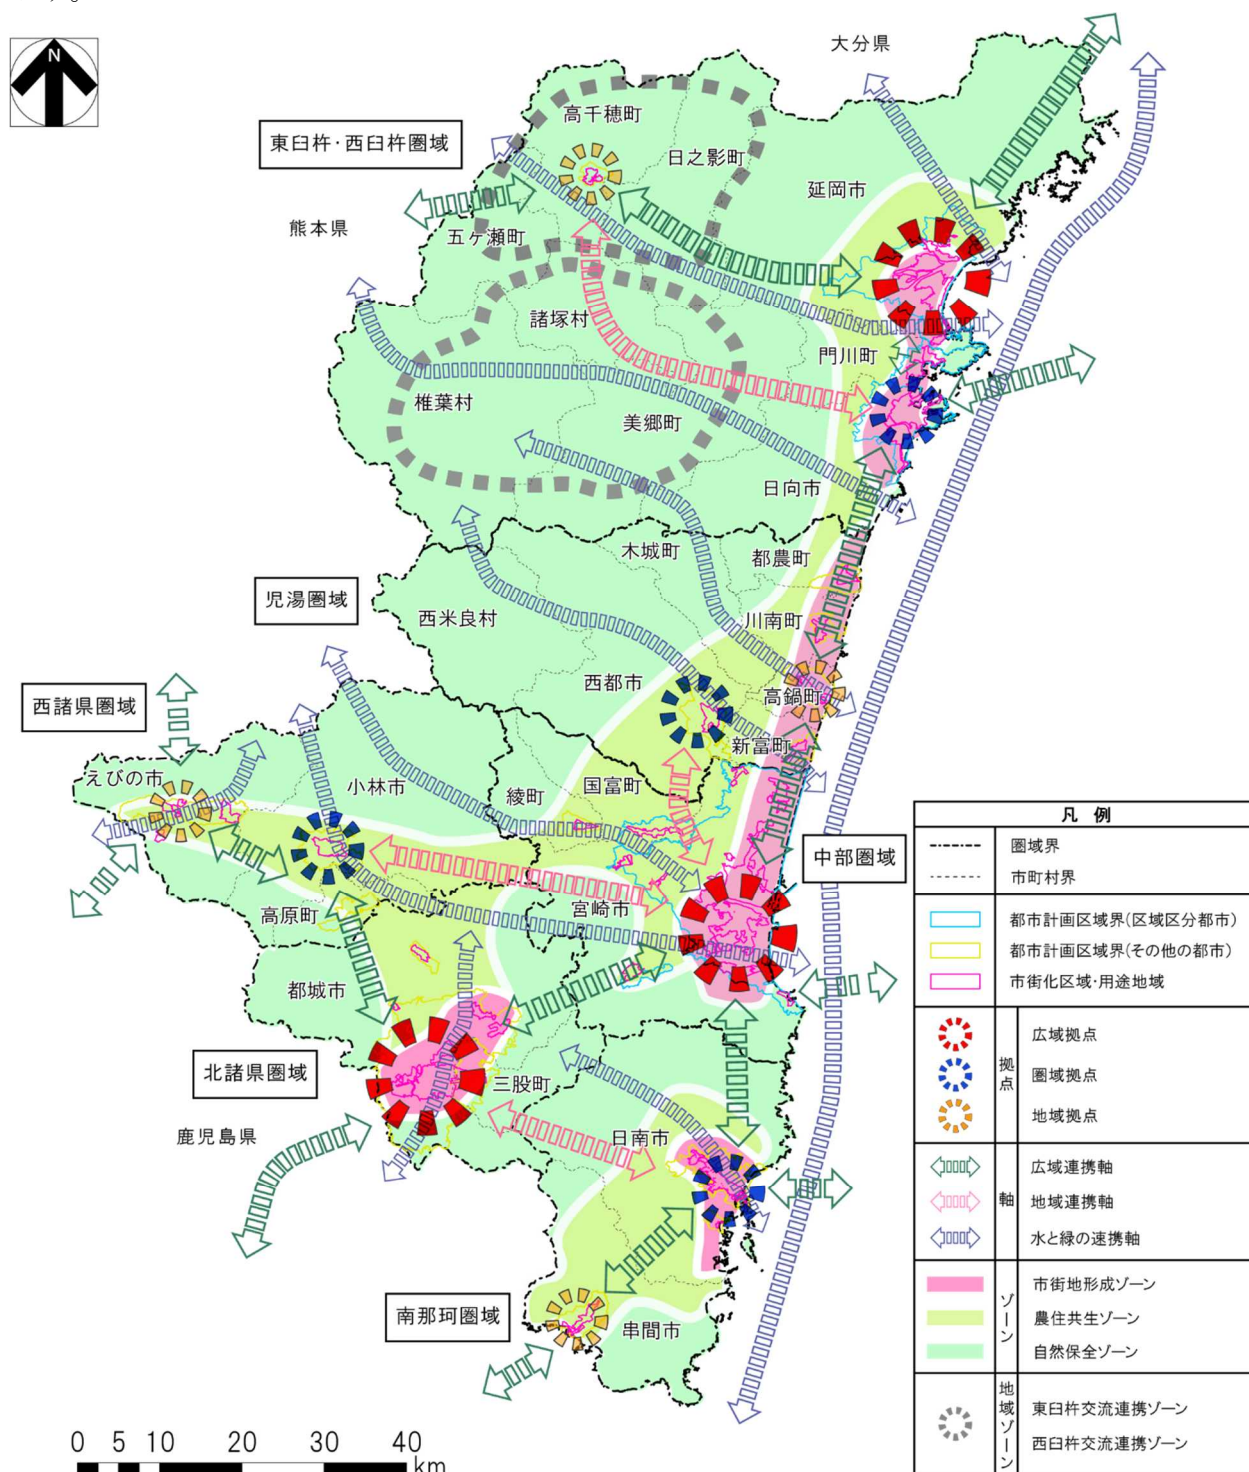 N
大分県
高千穂町
東臼杵・西臼杵圏域
日之影町
延岡市
熊本県
五ヶ瀬町
諸塚村
門川町
椎葉村
美郷町
日向市
木城町
都農町
児湯圏域
西米良村
川南町
西都市
高鍋町
西諸県圏域
新富町
えびの市
小林市
国富町
綾町
中部圏域
宮崎市
高原町
都城市
北諸県圏域
三股町
鹿児島県
日南市
南那珂圏域
串間市
凡 例
圏域界
市町村界
都市計画区域界(区域区分都市)
都市計画区域界(その他の都市)
市街化区域・用途地域
拠点
広域拠点
圏域拠点
地域拠点
軸
広域連携軸
地域連携軸
水と緑の連携軸
ゾーン
市街地形成ゾーン
農住共生ゾーン
自然保全ゾーン
地域ゾーン
東臼杵交流連携ゾーン
西臼杵交流連携ゾーン
0 5 10 20 30 40
km